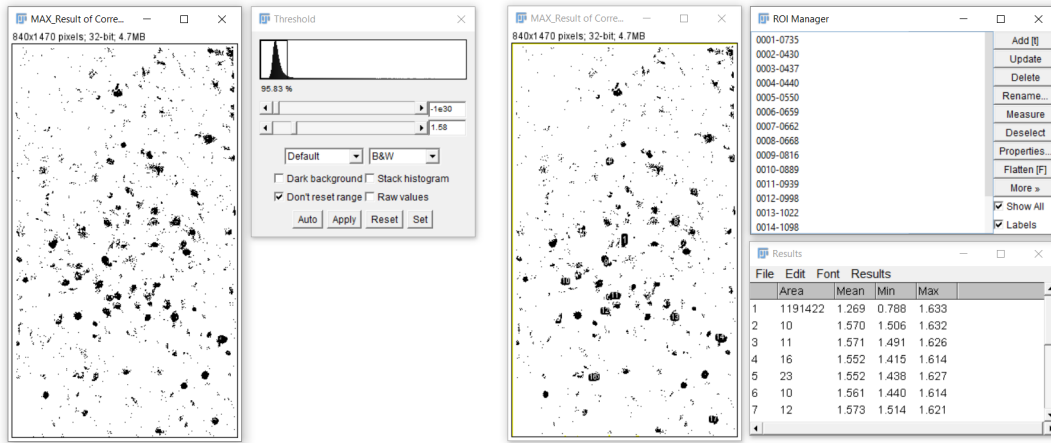 MAX_Result of Corre...
840x1470 pixels; 32-bit; 4.7MB
Threshold
95.83 %
-1e30
1.58
Default
B&W
Dark background
Stack histogram
Don't reset range
Raw values
Auto
Apply
Reset
Set
MAX_Result of Corre...
840x1470 pixels; 32-bit; 4.7MB
ROI Manager
0001-0735
0002-0430
0003-0437
0004-0440
0005-0550
0006-0659
0007-0662
0008-0668
0009-0816
0010-0889
0011-0939
0012-0998
0013-1022
0014-1098
Add [t]
Update
Delete
Rename...
Measure
Deselect
Properties...
Flatten [F]
More »
Show All
Labels
Results
File Edit Font Results
Area Mean Min Max
1 1191422 1.269 0.788 1.633
2 10 1.570 1.506 1.632
3 11 1.571 1.491 1.626
4 16 1.552 1.415 1.614
5 23 1.552 1.438 1.627
6 10 1.561 1.440 1.614
7 12 1.573 1.514 1.621